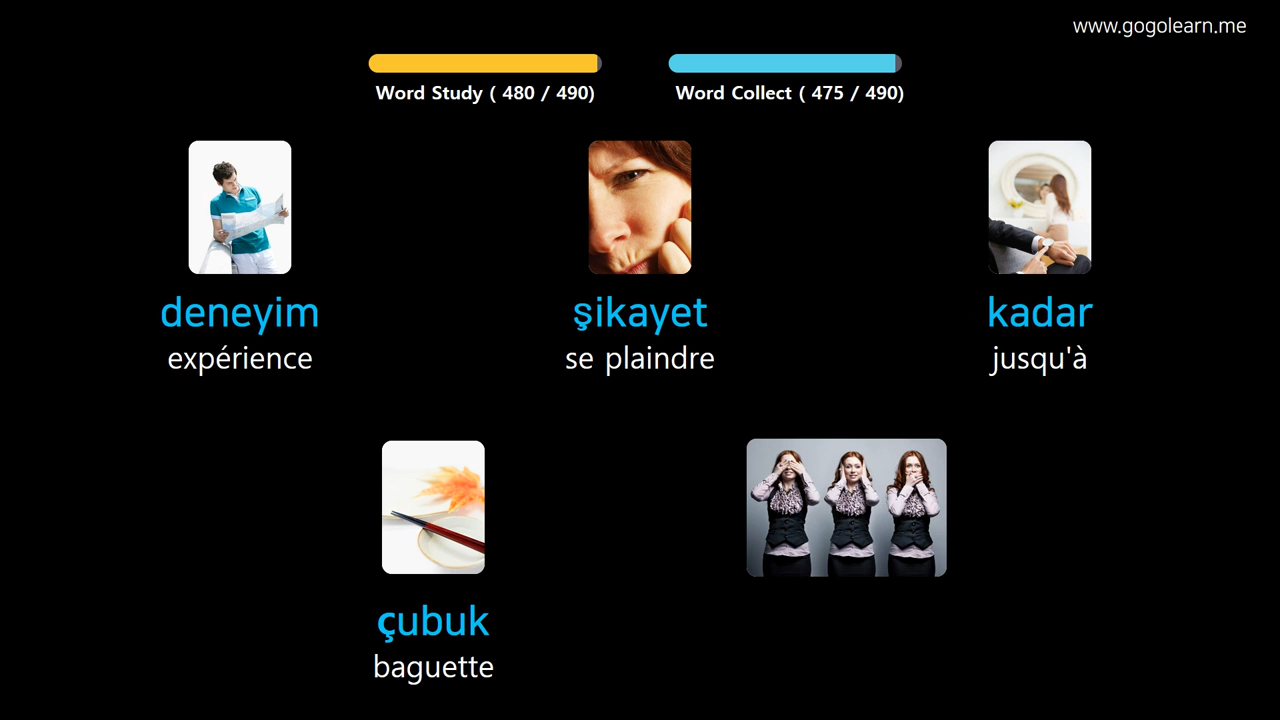 www.gogolearn.me
Word Study ( 480 / 490)
Word Collect ( 475 / 490)
deneyim
expérience
şikayet
se plaindre
kadar
jusqu'à
çubuk
baguette